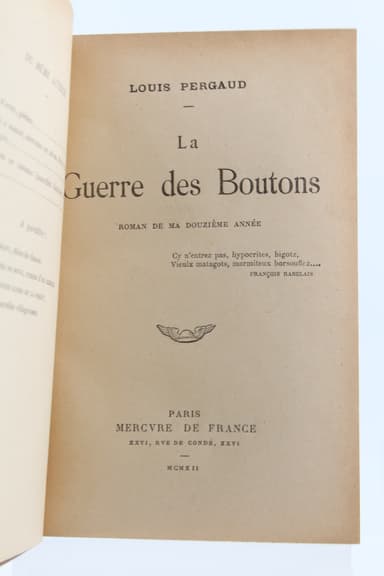 LOUIS PERGAUD
La
Guerre des Boutons
ROMAN DE MA DOUZIÈME ANNÉE
Cy n'entrez pas, hypocrites, bigotz,
Vieulx matagots, marmiteux borsouflez....
FRANÇOIS RABELAIS
PARIS
MERCVRE DE FRANCE
XXVI, RVE DE CONDÉ, XXVI
MCMXII